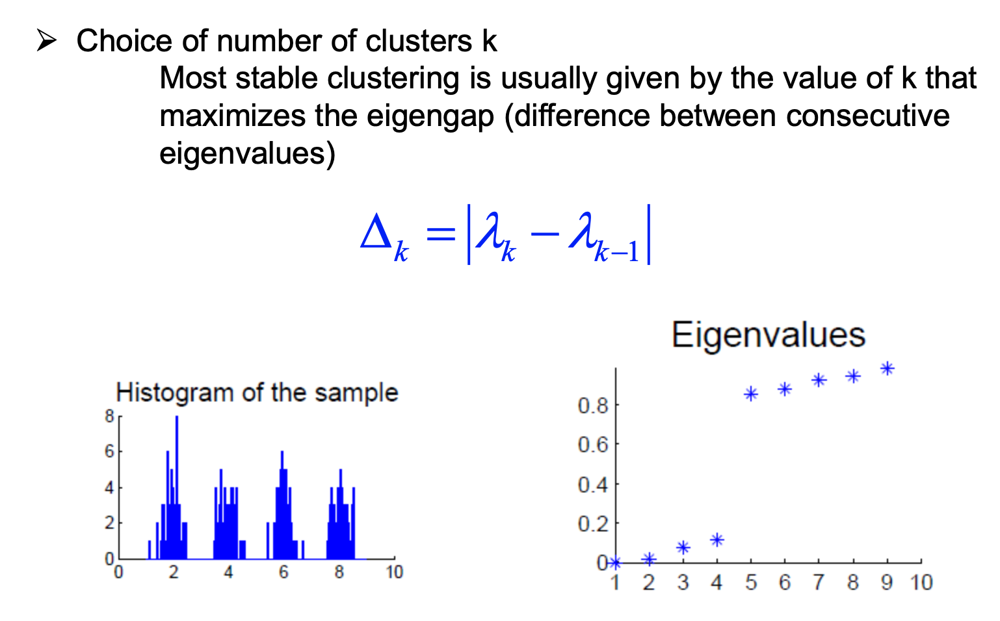 ➢ Choice of number of clusters k
Most stable clustering is usually given by the value of k that
maximizes the eigengap (difference between consecutive
eigenvalues)
Δk = |λk − λk−1|
Histogram of the sample
8
6
4
2
0
0 2 4 6 8 10
Eigenvalues
0.8
0.6
0.4
0.2
0
1 2 3 4 5 6 7 8 9 10